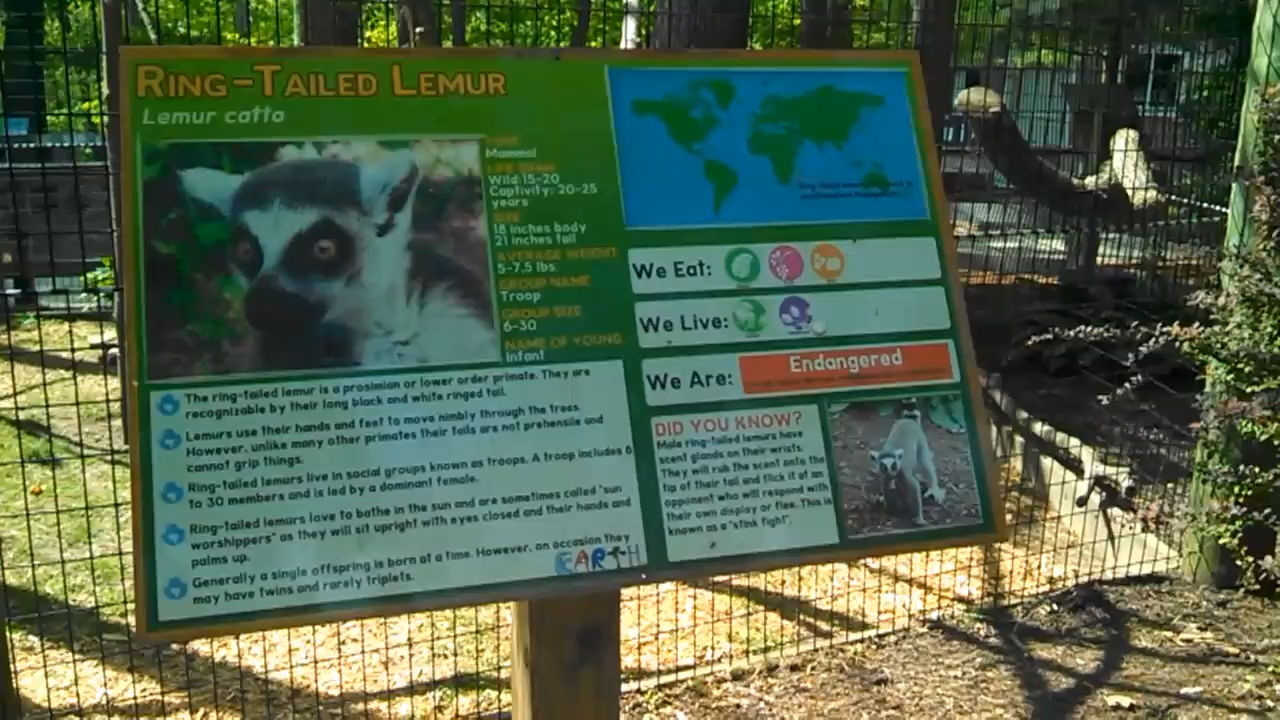 RING-TAILED LEMUR
Lemur catta
Mammal
Wild: 15-20
Captivity: 20-25
years
SIZE
18 inches body
21 inches tail
AVERAGE WEIGHT
5-7.5 lbs
GROUP NAME
Troop
GROUP SIZE
6-30
NAME OF YOUNG
Infant
The ring-tailed lemur is a prosimian or lower order primate. They are
recognizable by their long black and white ringed tail.
Lemurs use their hands and feet to move nimbly through the trees.
However, unlike many other primates their tails are not prehensile and
cannot grip things.
Ring-tailed lemurs live in social groups known as troops. A troop includes 6
to 30 members and is led by a dominant female.
Ring-tailed lemurs love to bathe in the sun and are sometimes called "sun
worshippers" as they will sit upright with eyes closed and their hands and
palms up.
Generally a single offspring is born at a time. However, on occasion they
may have twins and rarely triplets.
EARTH
We Eat:
We Live:
We Are:
Endangered
DID YOU KNOW?
Male ring-tailed lemurs have
scent glands on their wrists.
They will rub the scent onto the
tip of their tail and flick it at an
opponent who will respond with
their own display or flee. This is
known as a "stink fight".